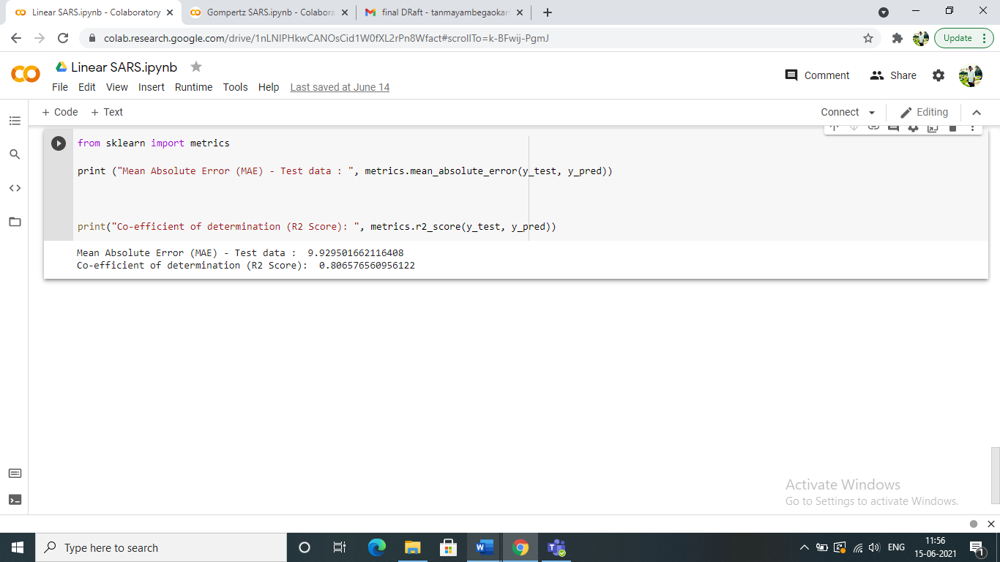 Linear SARS.ipynb - Colaboratory
Gompertz SARS.ipynb - Colabora
final DRaft - tanmayambegaokar
colab.research.google.com/drive/1nLNIPHkwCANOsCid1W0fXL2rPn8Wfact#scrollTo=k-BFwij-PgmJ
Update
Linear SARS.ipynb
Comment
Share
File Edit View Insert Runtime Tools Help Last saved at June 14
+ Code + Text
Connect
Editing
from sklearn import metrics
print ("Mean Absolute Error (MAE) - Test data : ", metrics.mean_absolute_error(y_test, y_pred))
print("Co-efficient of determination (R2 Score): ", metrics.r2_score(y_test, y_pred))
Mean Absolute Error (MAE) - Test data :  9.929501662116408
Co-efficient of determination (R2 Score):  0.806576560956122
Activate Windows
Go to Settings to activate Windows.
Type here to search
ENG
11:56
15-06-2021
1